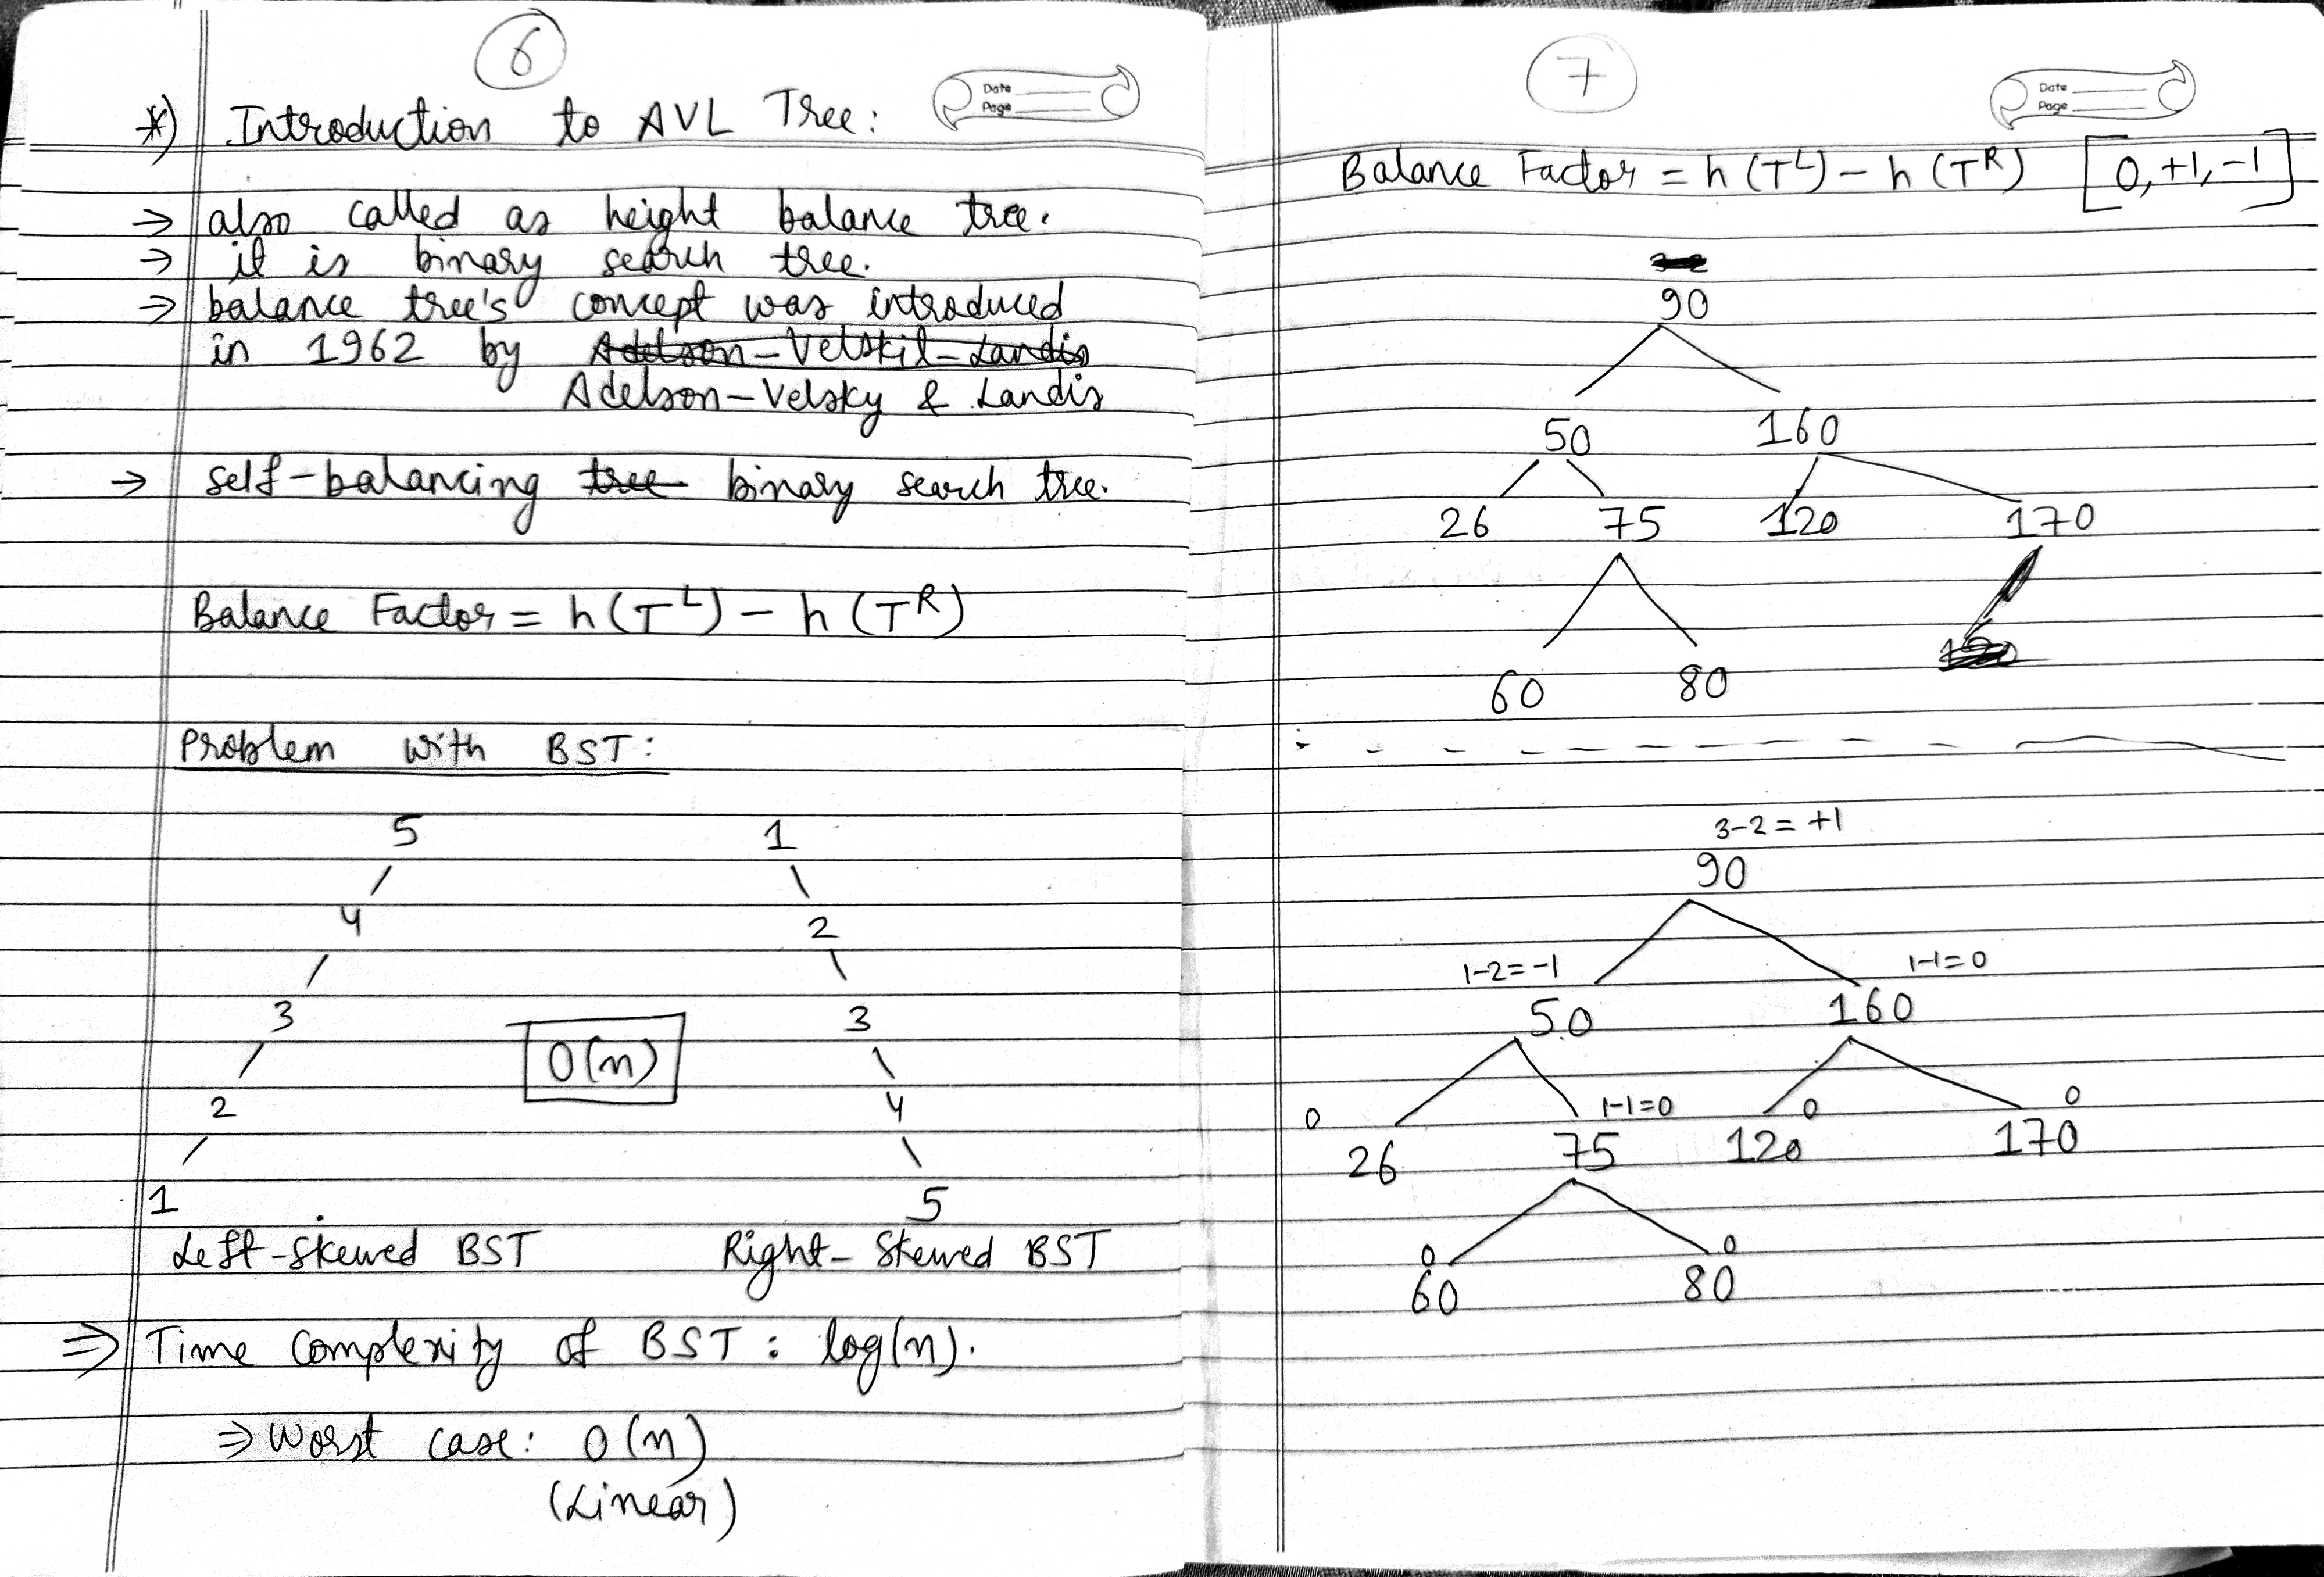 6
Date
Page
*) Introduction to AVL Tree:
→ also called as height balance tree.
→ it is binary search tree.
→ balance tree's concept was introduced
in 1962 by Adelson-Velskil-Landis
Adelson-Velsky & Landis
→ self-balancing tree binary search tree.
Balance Factor = h(T^L) - h(T^R)
Problem with BST:
5 1
4 2
3 3
O(n)
2 4
1 5
Left-Skewed BST Right-Skewed BST
⇒ Time Complexity of BST: log(n).
⇒ Worst case: O(n)
(Linear)
7
Date
Page
Balance Factor = h(T^L) - h(T^R) [0, +1, -1]
90
50 160
26 75 120 170
60 80
3-2 = +1
90
1-2=-1 1-1=0
50 160
0 1-1=0 0 0
26 75 120 170
0 0
60 80